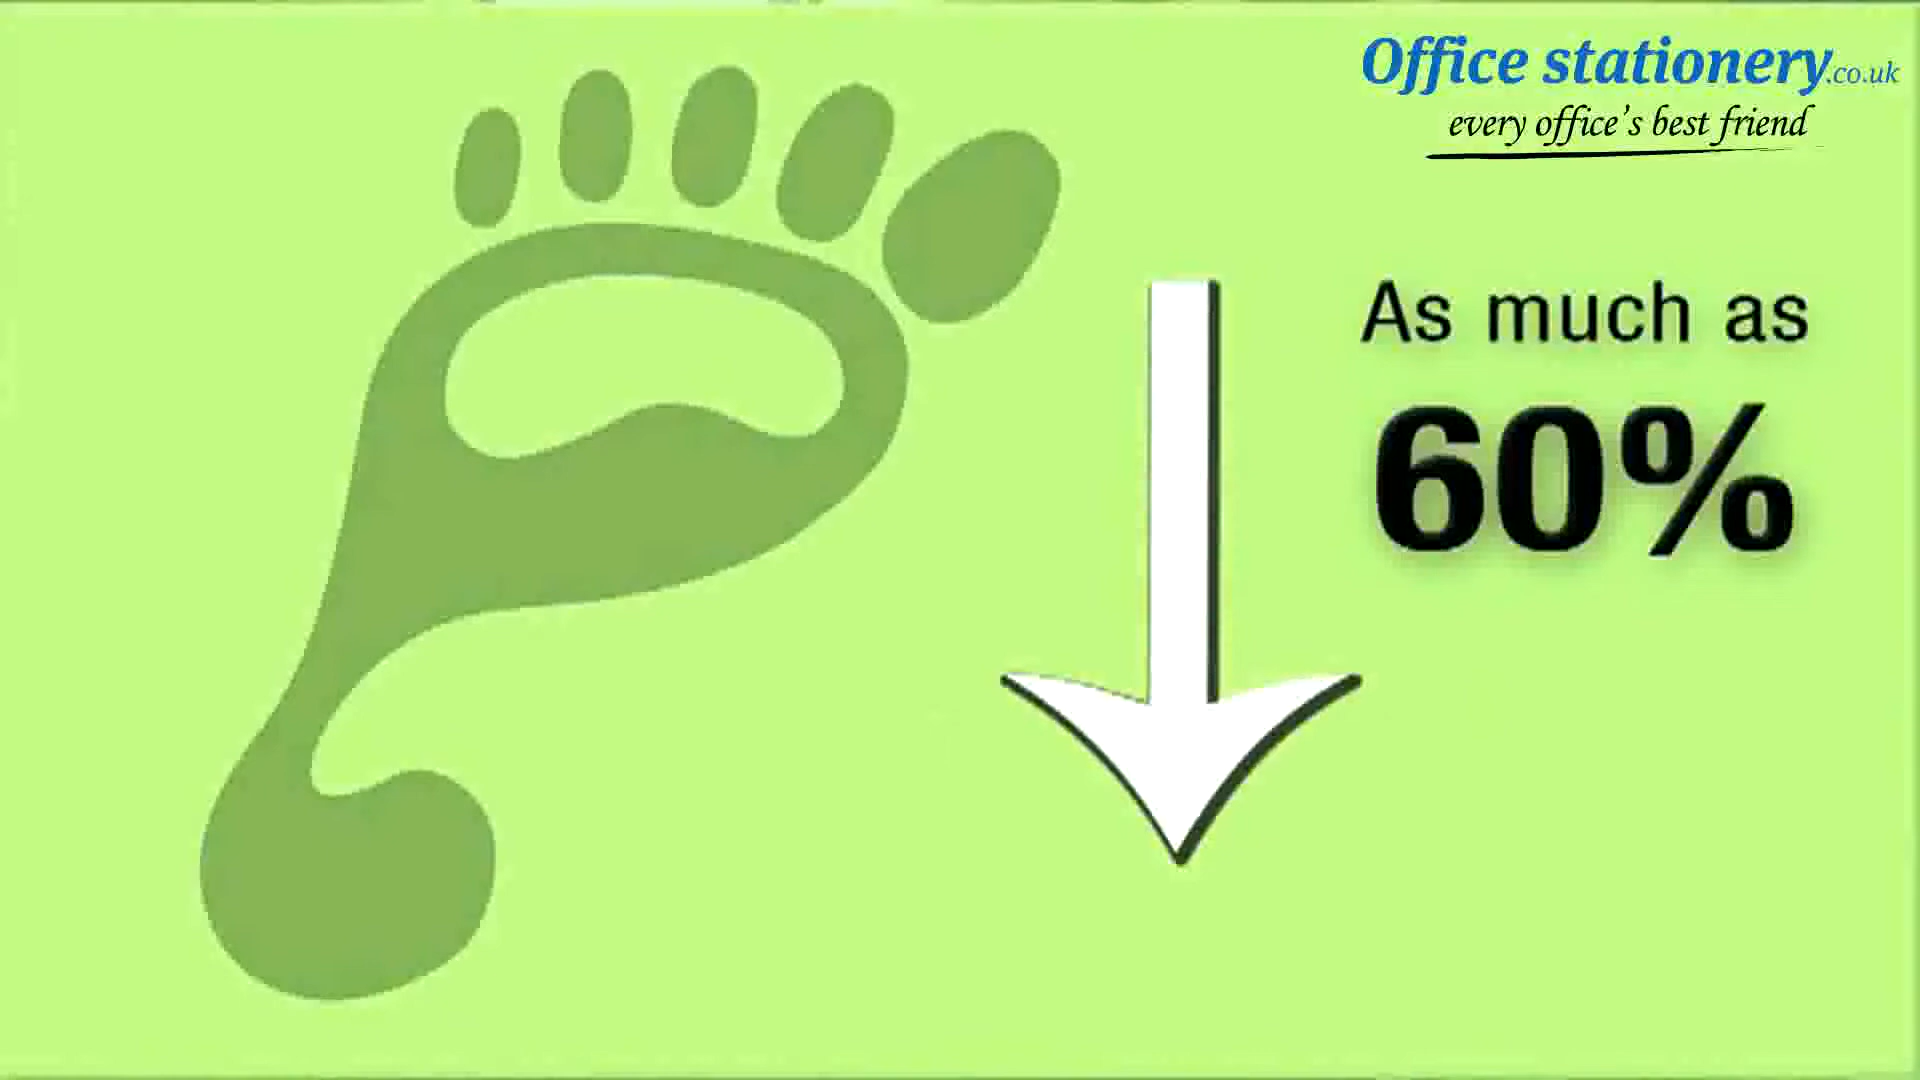 Office stationery.co.uk
every office's best friend
As much as
60%